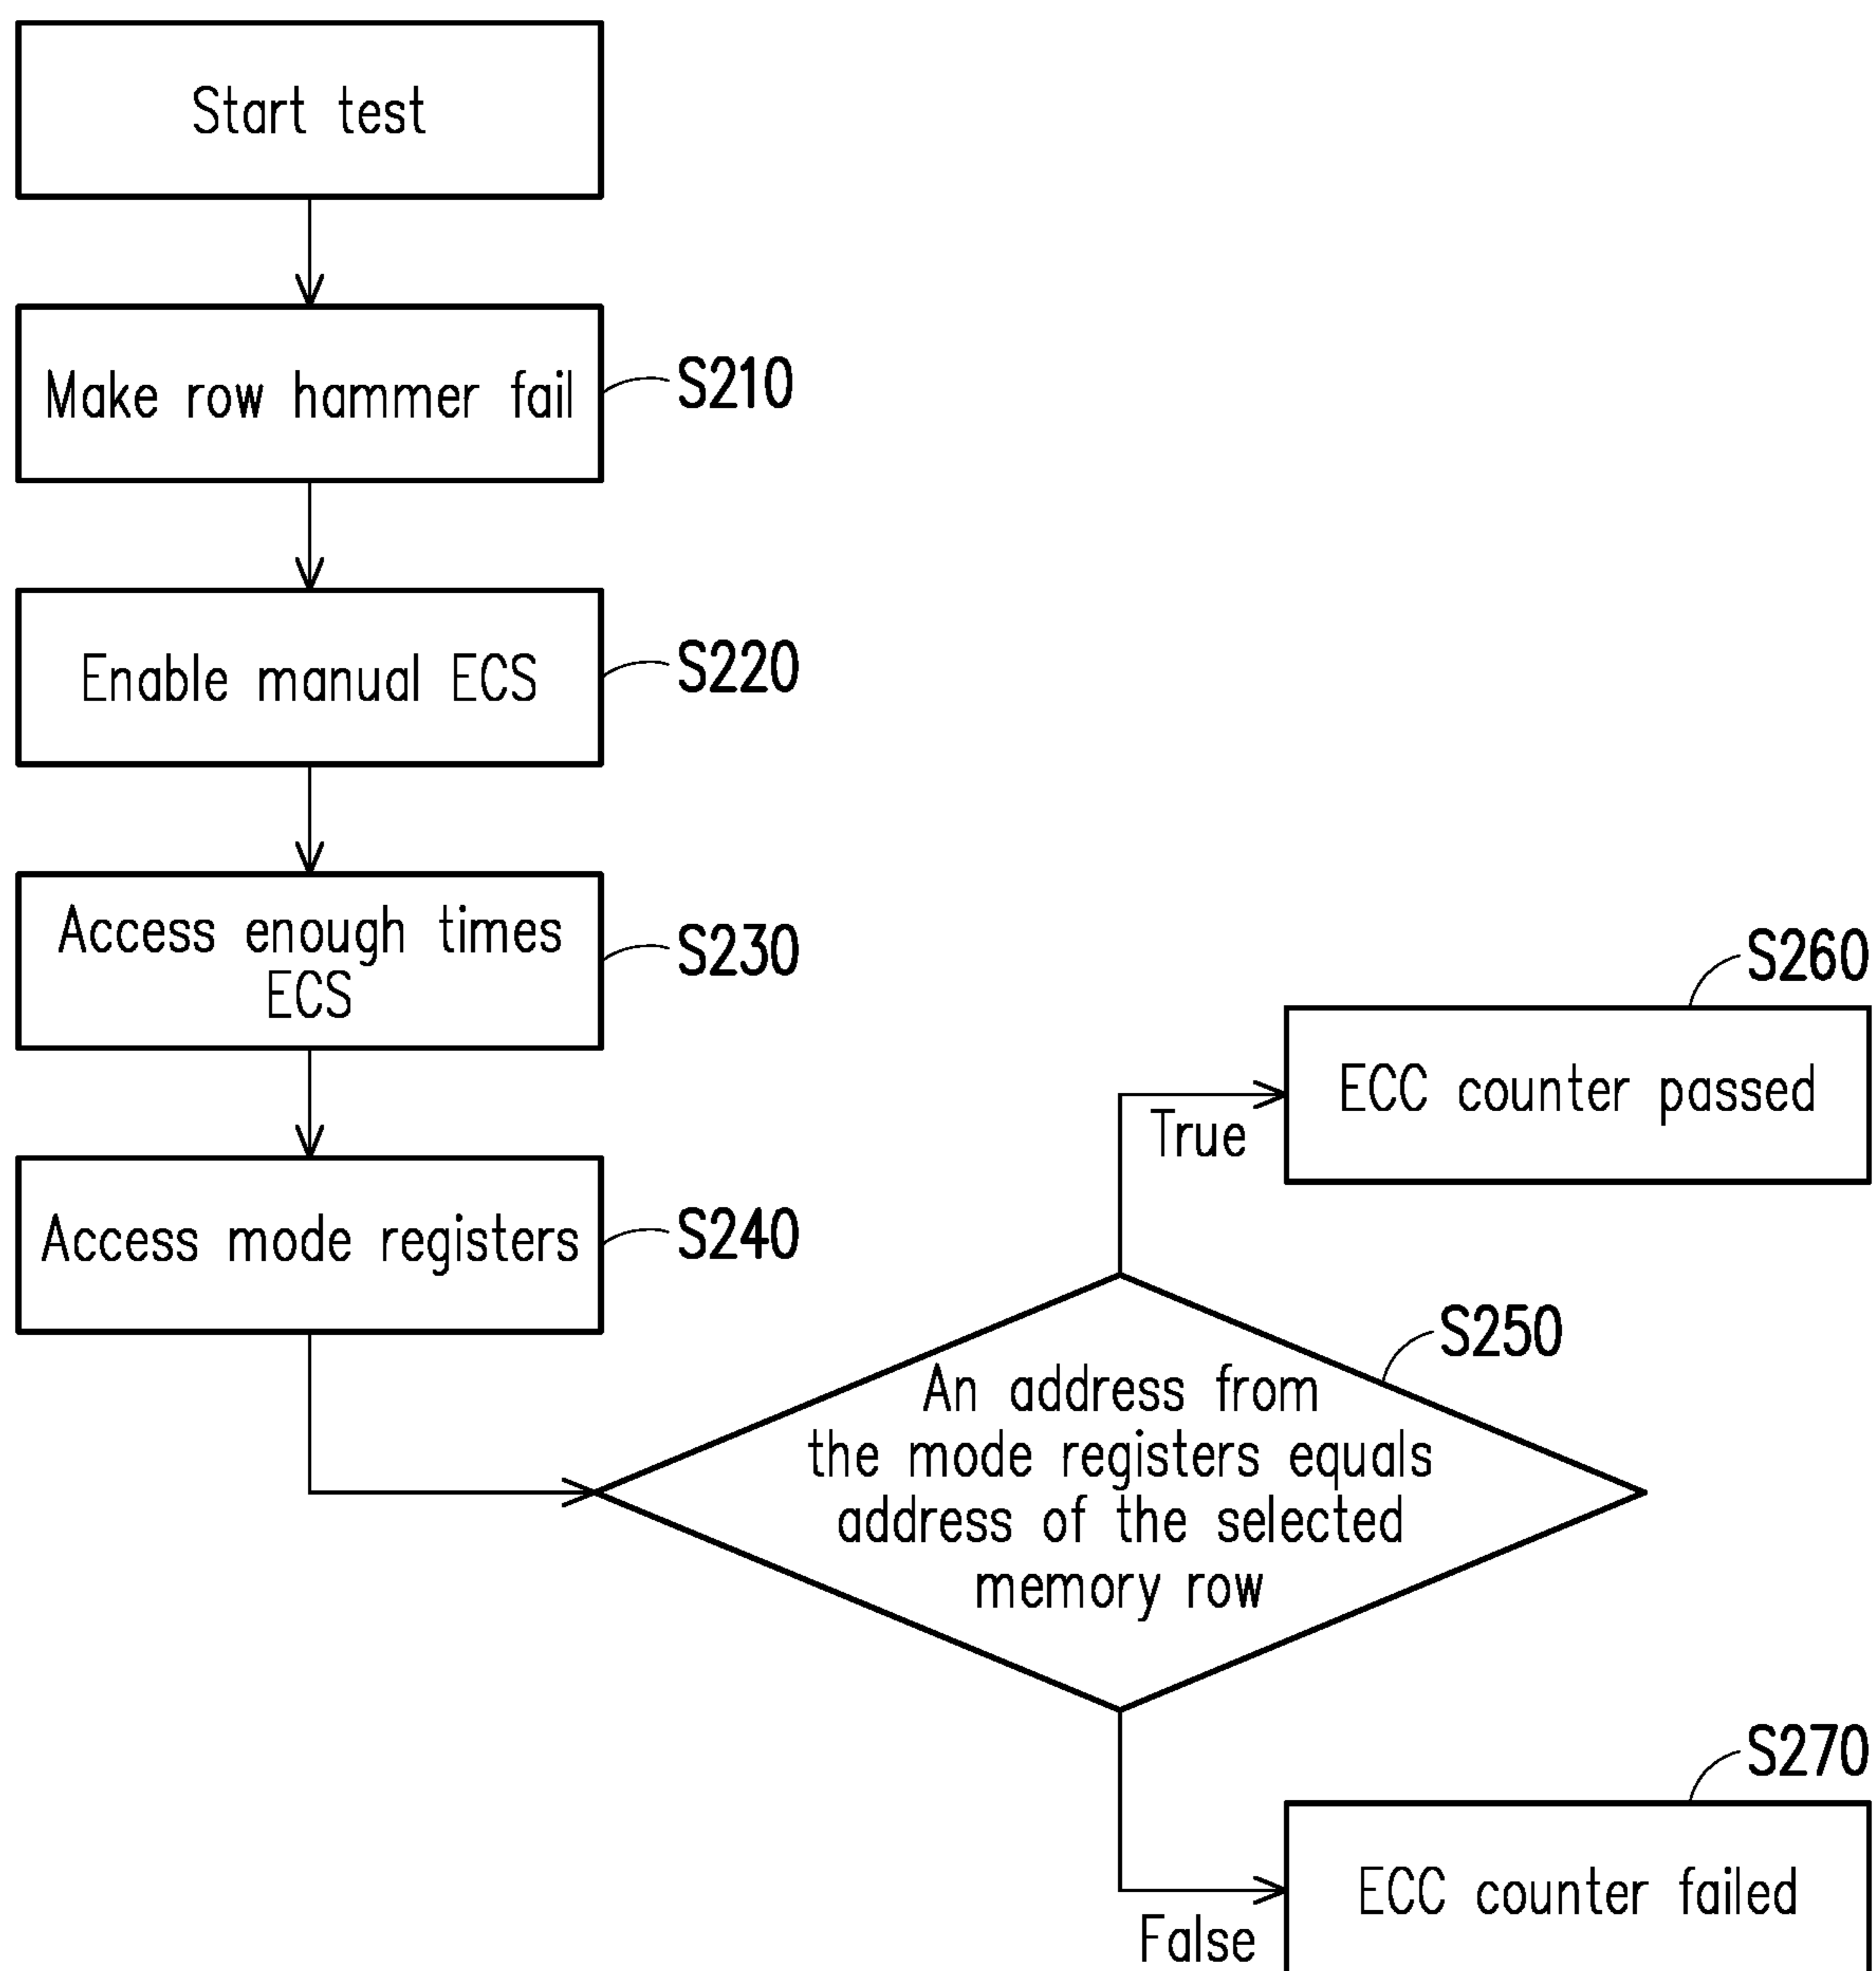 Start test
Make row hammer fail
S210
Enable manual ECS
S220
Access enough times
ECS
S230
Access mode registers
S240
An address from
the mode registers equals
address of the selected
memory row
S250
True
ECC counter passed
S260
False
ECC counter failed
S270